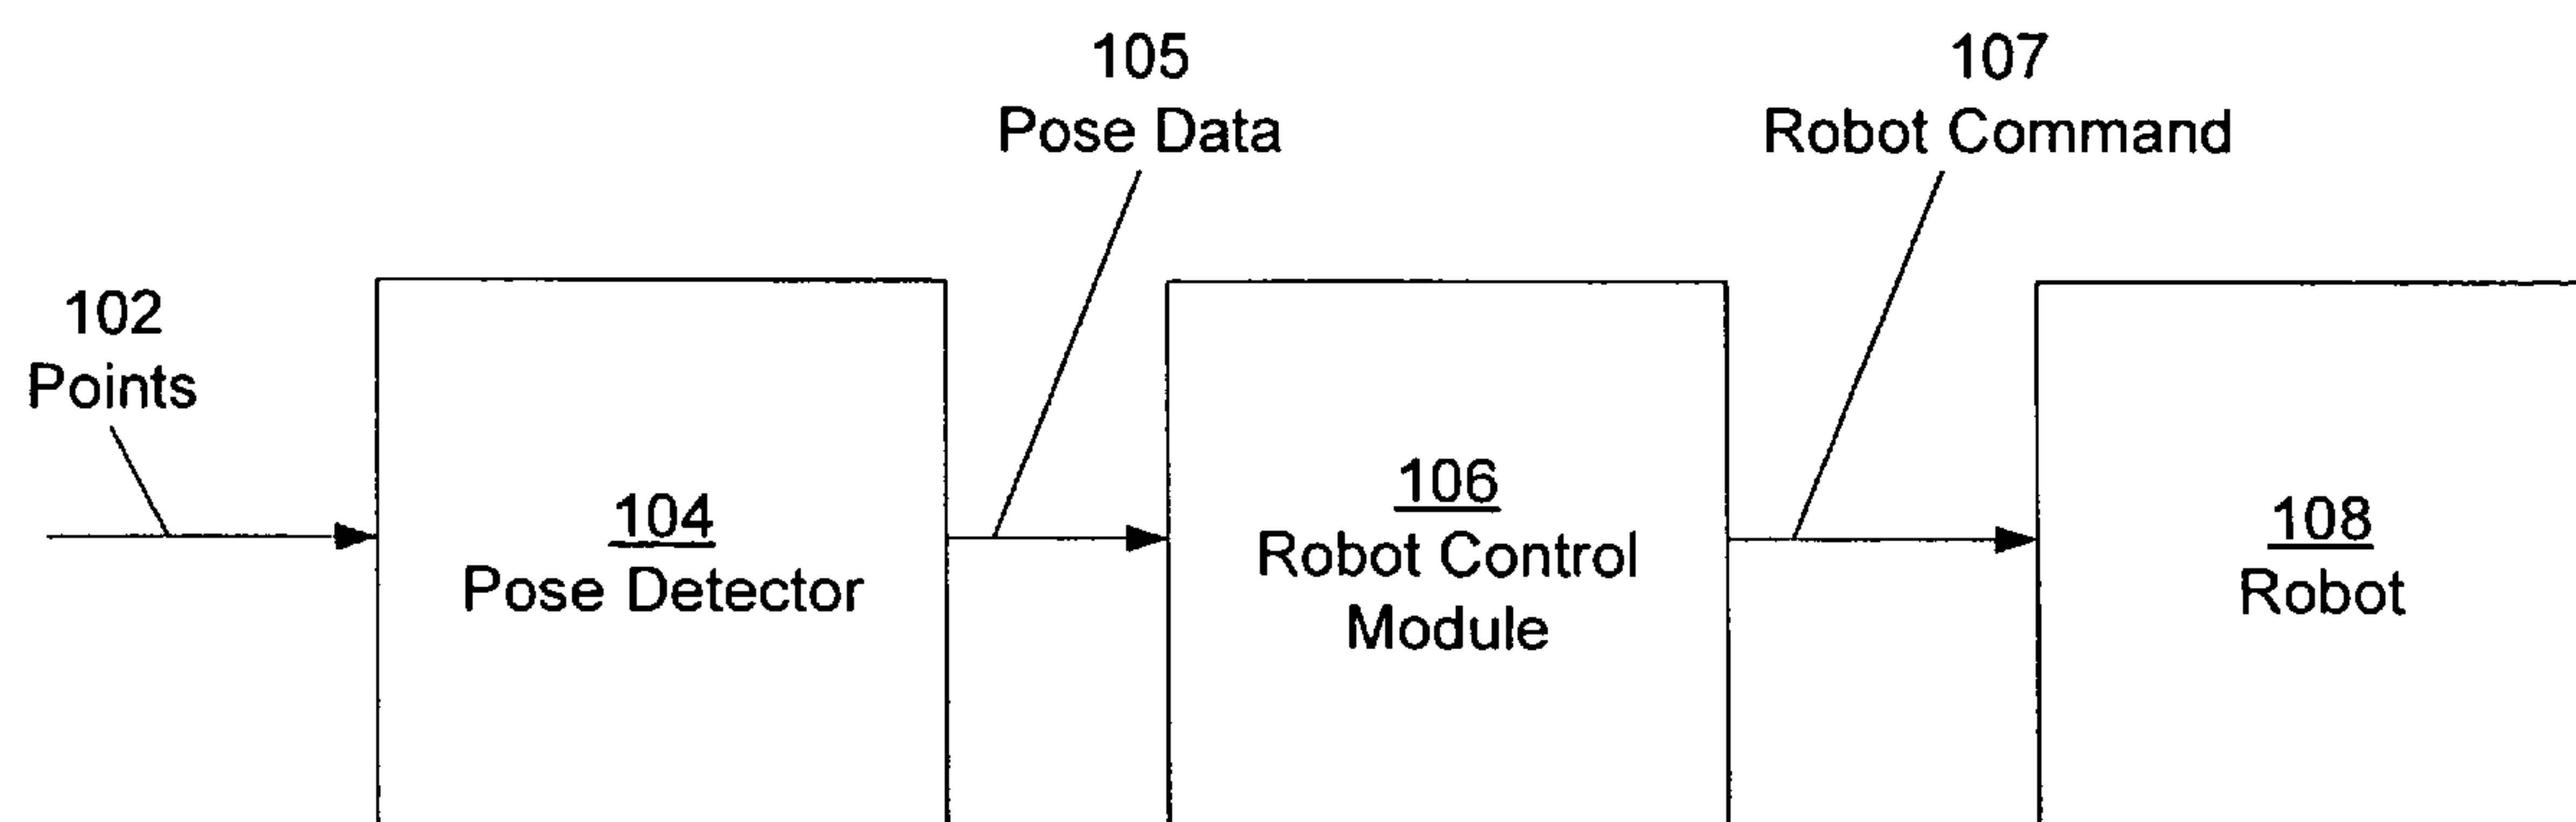 102
Points
104
Pose Detector
105
Pose Data
106
Robot Control
Module
107
Robot Command
108
Robot